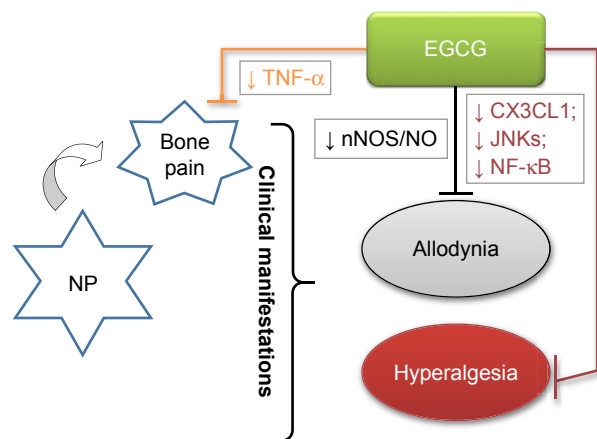 EGCG
↓ TNF-α
↓ nNOS/NO
↓ CX3CL1;
↓ JNKs;
↓ NF-κB
Bone
pain
NP
Clinical manifestations
Allodynia
Hyperalgesia